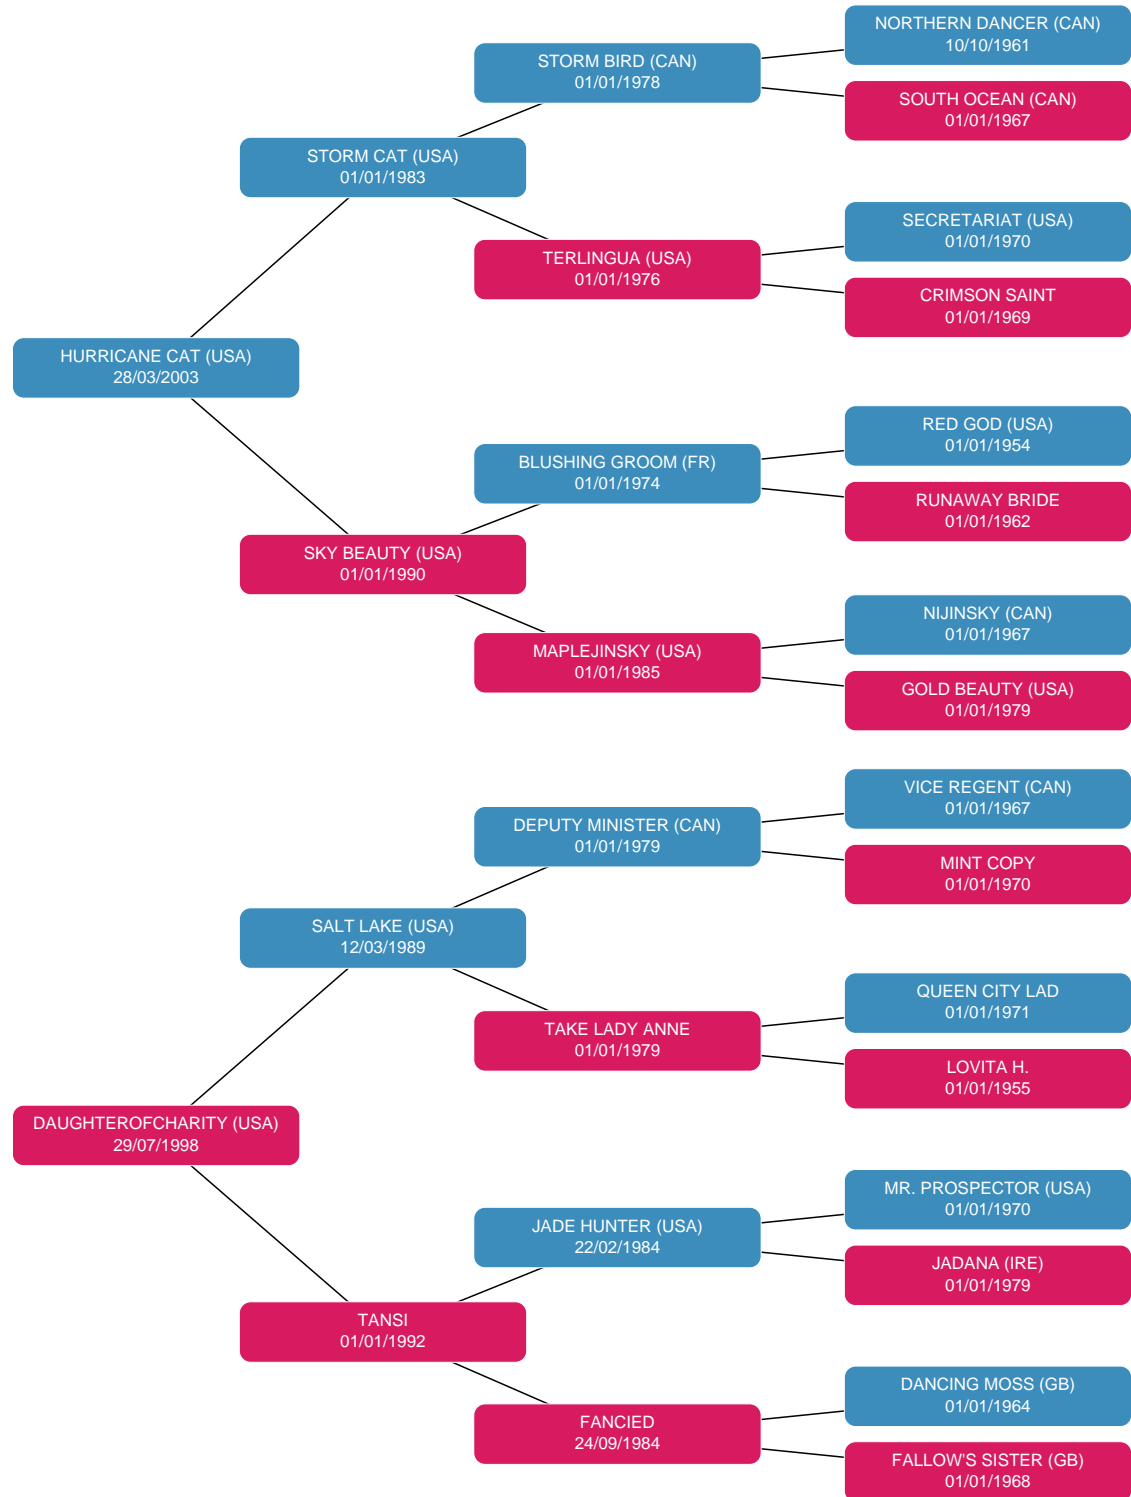 NORTHERN DANCER (CAN)
10/10/1961
STORM BIRD (CAN)
01/01/1978
SOUTH OCEAN (CAN)
01/01/1967
STORM CAT (USA)
01/01/1983
SECRETARIAT (USA)
01/01/1970
TERLINGUA (USA)
01/01/1976
CRIMSON SAINT
01/01/1969
HURRICANE CAT (USA)
28/03/2003
RED GOD (USA)
01/01/1954
BLUSHING GROOM (FR)
01/01/1974
RUNAWAY BRIDE
01/01/1962
SKY BEAUTY (USA)
01/01/1990
NIJINSKY (CAN)
01/01/1967
MAPLEJINSKY (USA)
01/01/1985
GOLD BEAUTY (USA)
01/01/1979
VICE REGENT (CAN)
01/01/1967
DEPUTY MINISTER (CAN)
01/01/1979
MINT COPY
01/01/1970
SALT LAKE (USA)
12/03/1989
QUEEN CITY LAD
01/01/1971
TAKE LADY ANNE
01/01/1979
LOVITA H.
01/01/1955
DAUGHTEROFCHARITY (USA)
29/07/1998
MR. PROSPECTOR (USA)
01/01/1970
JADE HUNTER (USA)
22/02/1984
JADANA (IRE)
01/01/1979
TANSI
01/01/1992
DANCING MOSS (GB)
01/01/1964
FANCIED
24/09/1984
FALLOW'S SISTER (GB)
01/01/1968